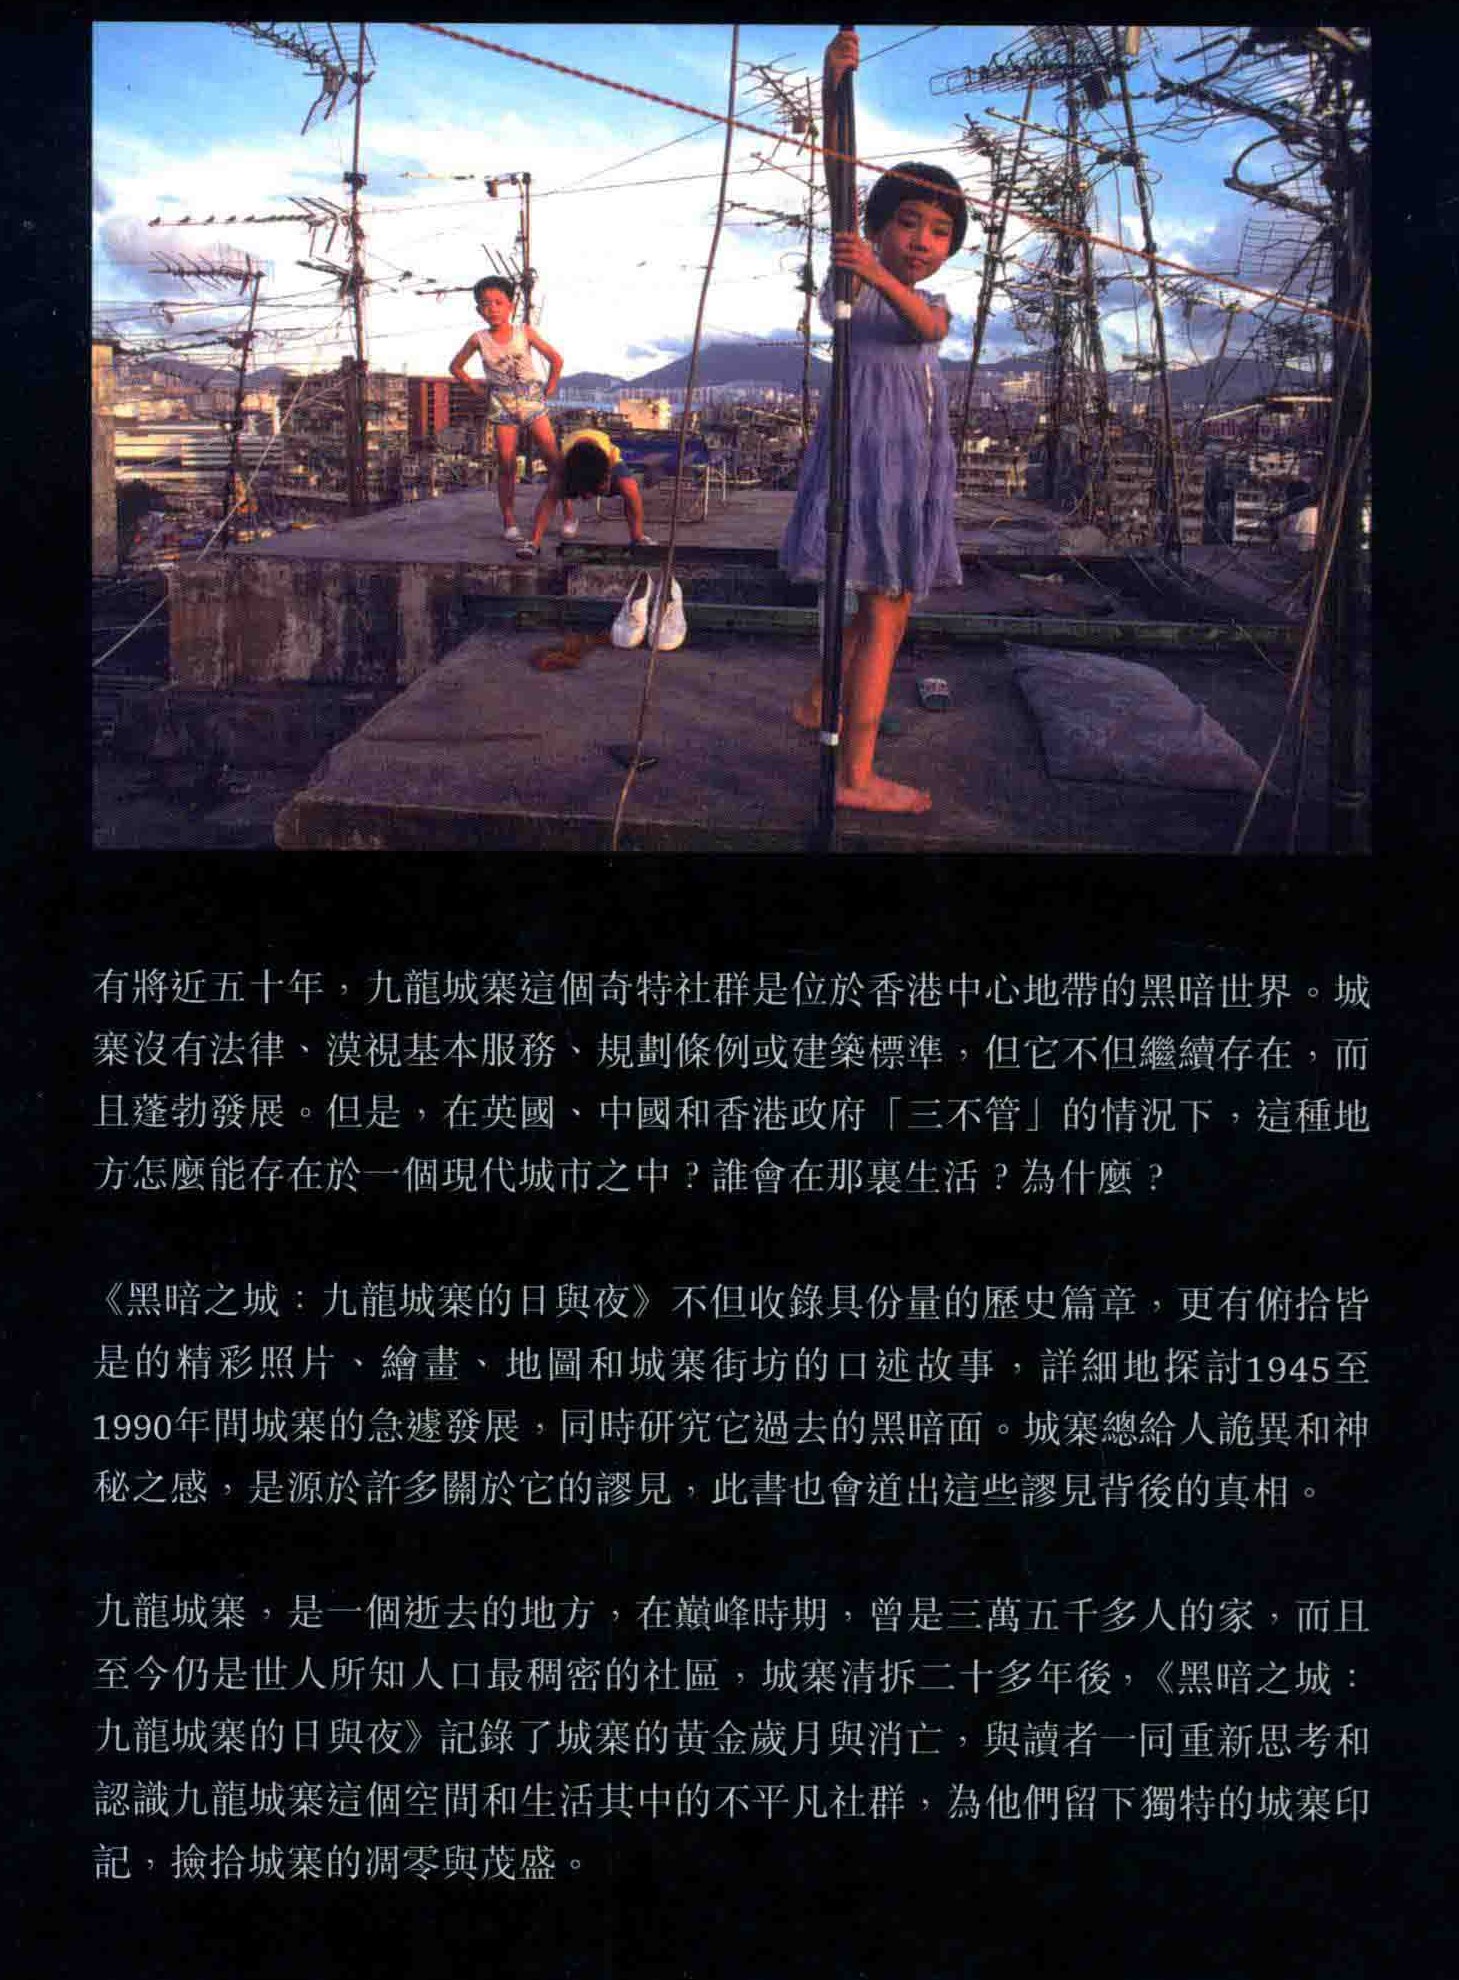 有將近五十年，九龍城寨這個奇特社群是位於香港中心地帶的黑暗世界。城
寨沒有法律、漠視基本服務、規劃條例或建築標準，但它不但繼續存在，而
且蓬勃發展。但是，在英國、中國和香港政府「三不管」的情況下，這種地
方怎麼能存在於一個現代城市之中？誰會在那裏生活？為什麼？
《黑暗之城：九龍城寨的日與夜》不但收錄具份量的歷史篇章，更有俯拾皆
是的精彩照片、繪畫、地圖和城寨街坊的口述故事，詳細地探討1945至
1990年間城寨的急遽發展，同時研究它過去的黑暗面。城寨總給人詭異和神
秘之感，是源於許多關於它的謬見，此書也會道出這些謬見背後的真相。
九龍城寨，是一個逝去的地方，在巔峰時期，曾是三萬五千多人的家，而且
至今仍是世人所知人口最稠密的社區，城寨清拆二十多年後，《黑暗之城：
九龍城寨的日與夜》記錄了城寨的黃金歲月與消亡，與讀者一同重新思考和
認識九龍城寨這個空間和生活其中的不平凡社群，為他們留下獨特的城寨印
記，撿拾城寨的凋零與茂盛。